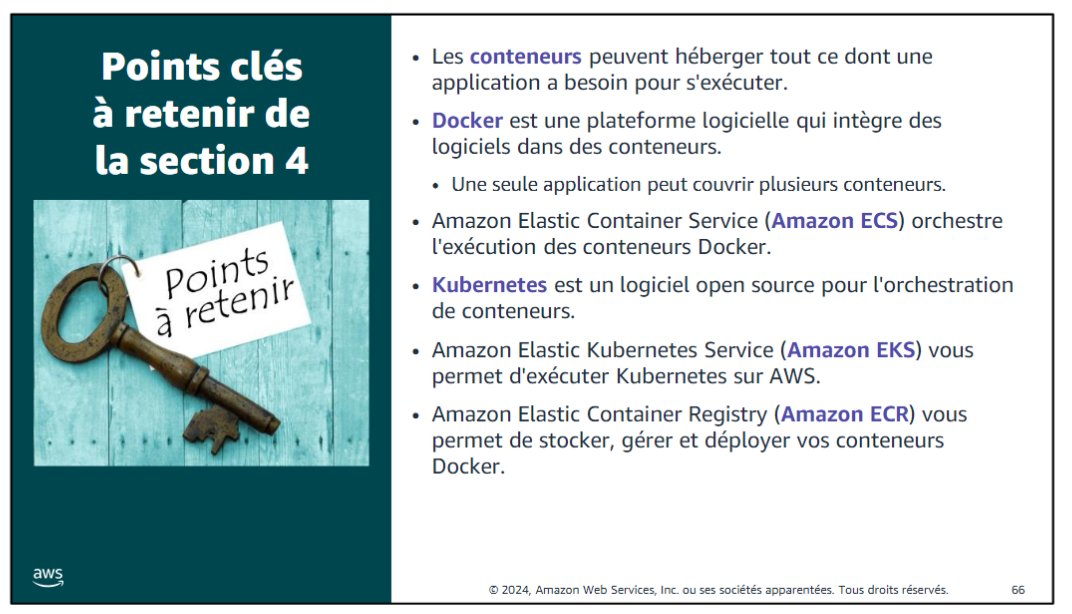 Points clés
à retenir de
la section 4
Points
à retenir
aws
• Les conteneurs peuvent héberger tout ce dont une
application a besoin pour s'exécuter.
• Docker est une plateforme logicielle qui intègre des
logiciels dans des conteneurs.
• Une seule application peut couvrir plusieurs conteneurs.
• Amazon Elastic Container Service (Amazon ECS) orchestre
l'exécution des conteneurs Docker.
• Kubernetes est un logiciel open source pour l'orchestration
de conteneurs.
• Amazon Elastic Kubernetes Service (Amazon EKS) vous
permet d'exécuter Kubernetes sur AWS.
• Amazon Elastic Container Registry (Amazon ECR) vous
permet de stocker, gérer et déployer vos conteneurs
Docker.
© 2024, Amazon Web Services, Inc. ou ses sociétés apparentées. Tous droits réservés.
66